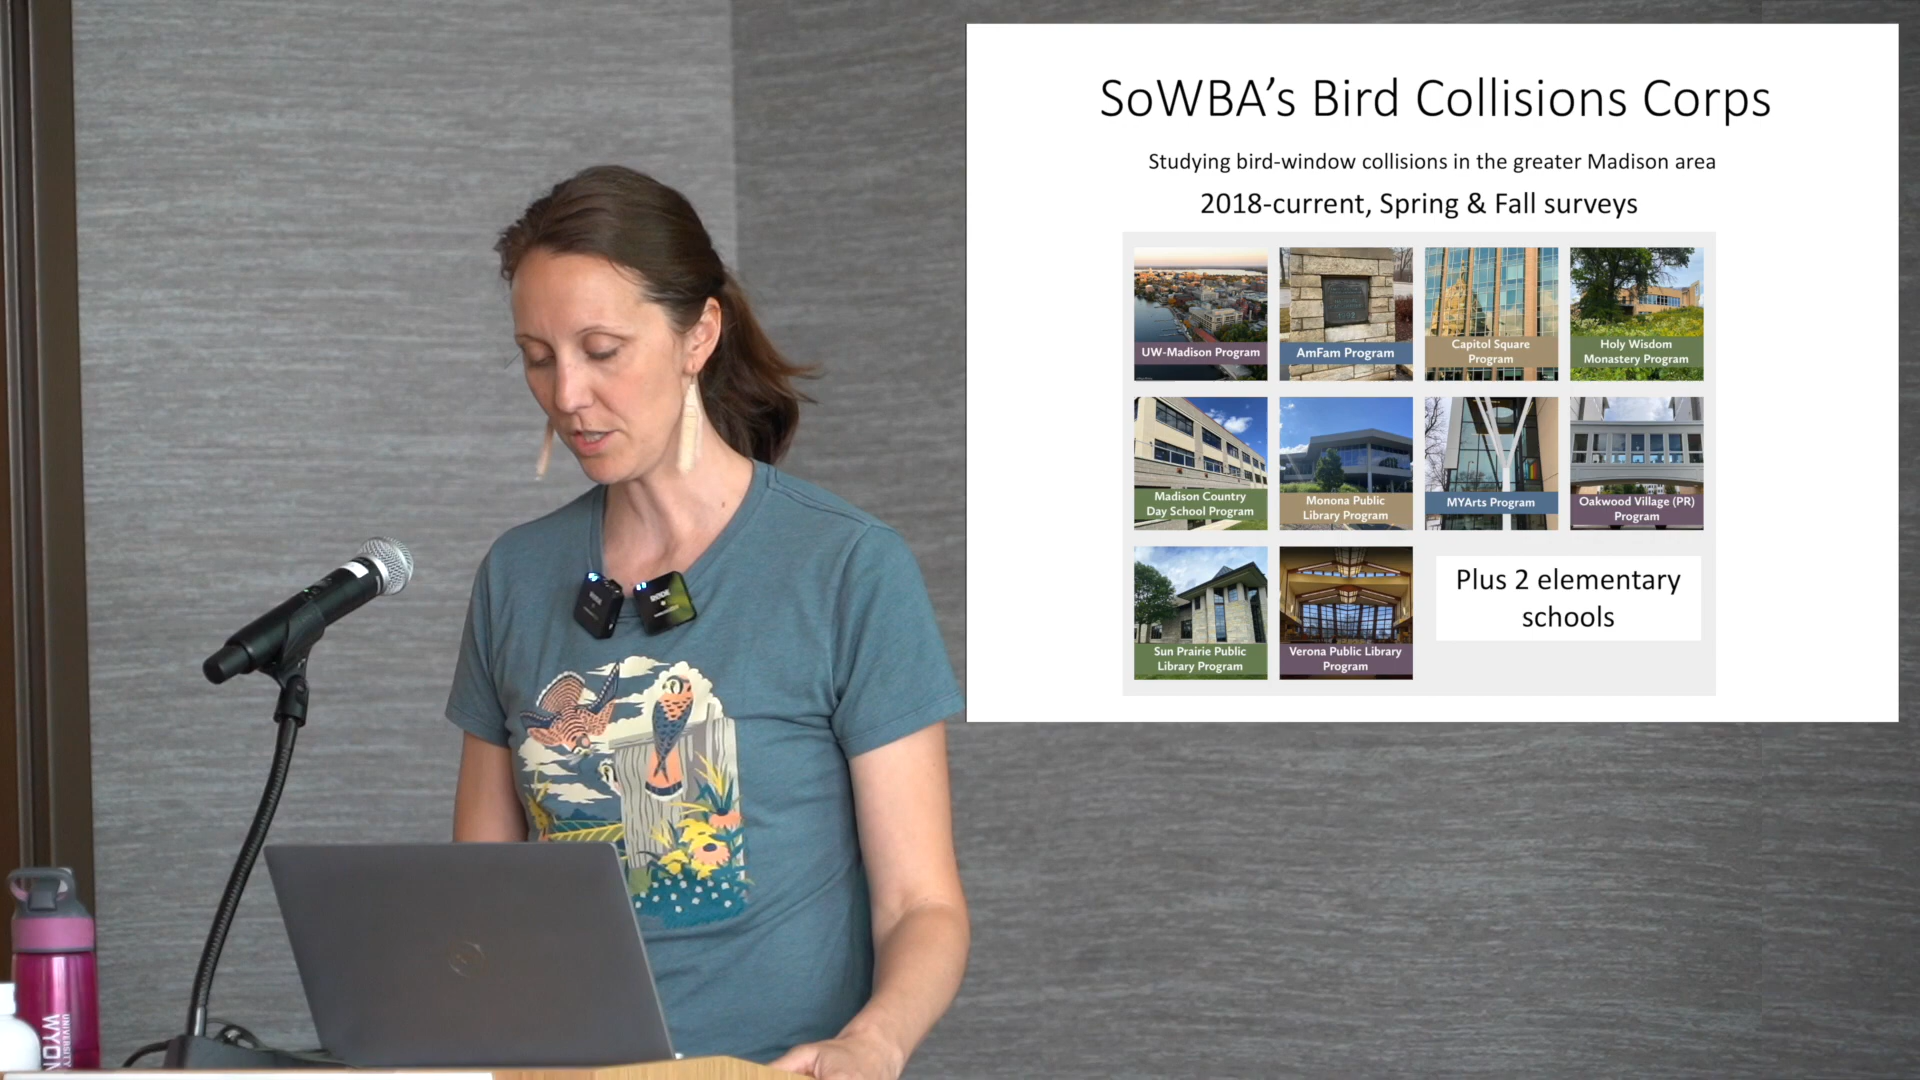 SoWBA's Bird Collisions Corps
Studying bird-window collisions in the greater Madison area
2018-current, Spring & Fall surveys
UW-Madison Program
AmFam Program
Capitol Square
Program
Holy Wisdom
Monastery Program
Madison Country
Day School Program
Monona Public
Library Program
MYArts Program
Oakwood Village (PR)
Program
Sun Prairie Public
Library Program
Verona Public Library
Program
Plus 2 elementary
schools
UNIVERSITY
WYOM